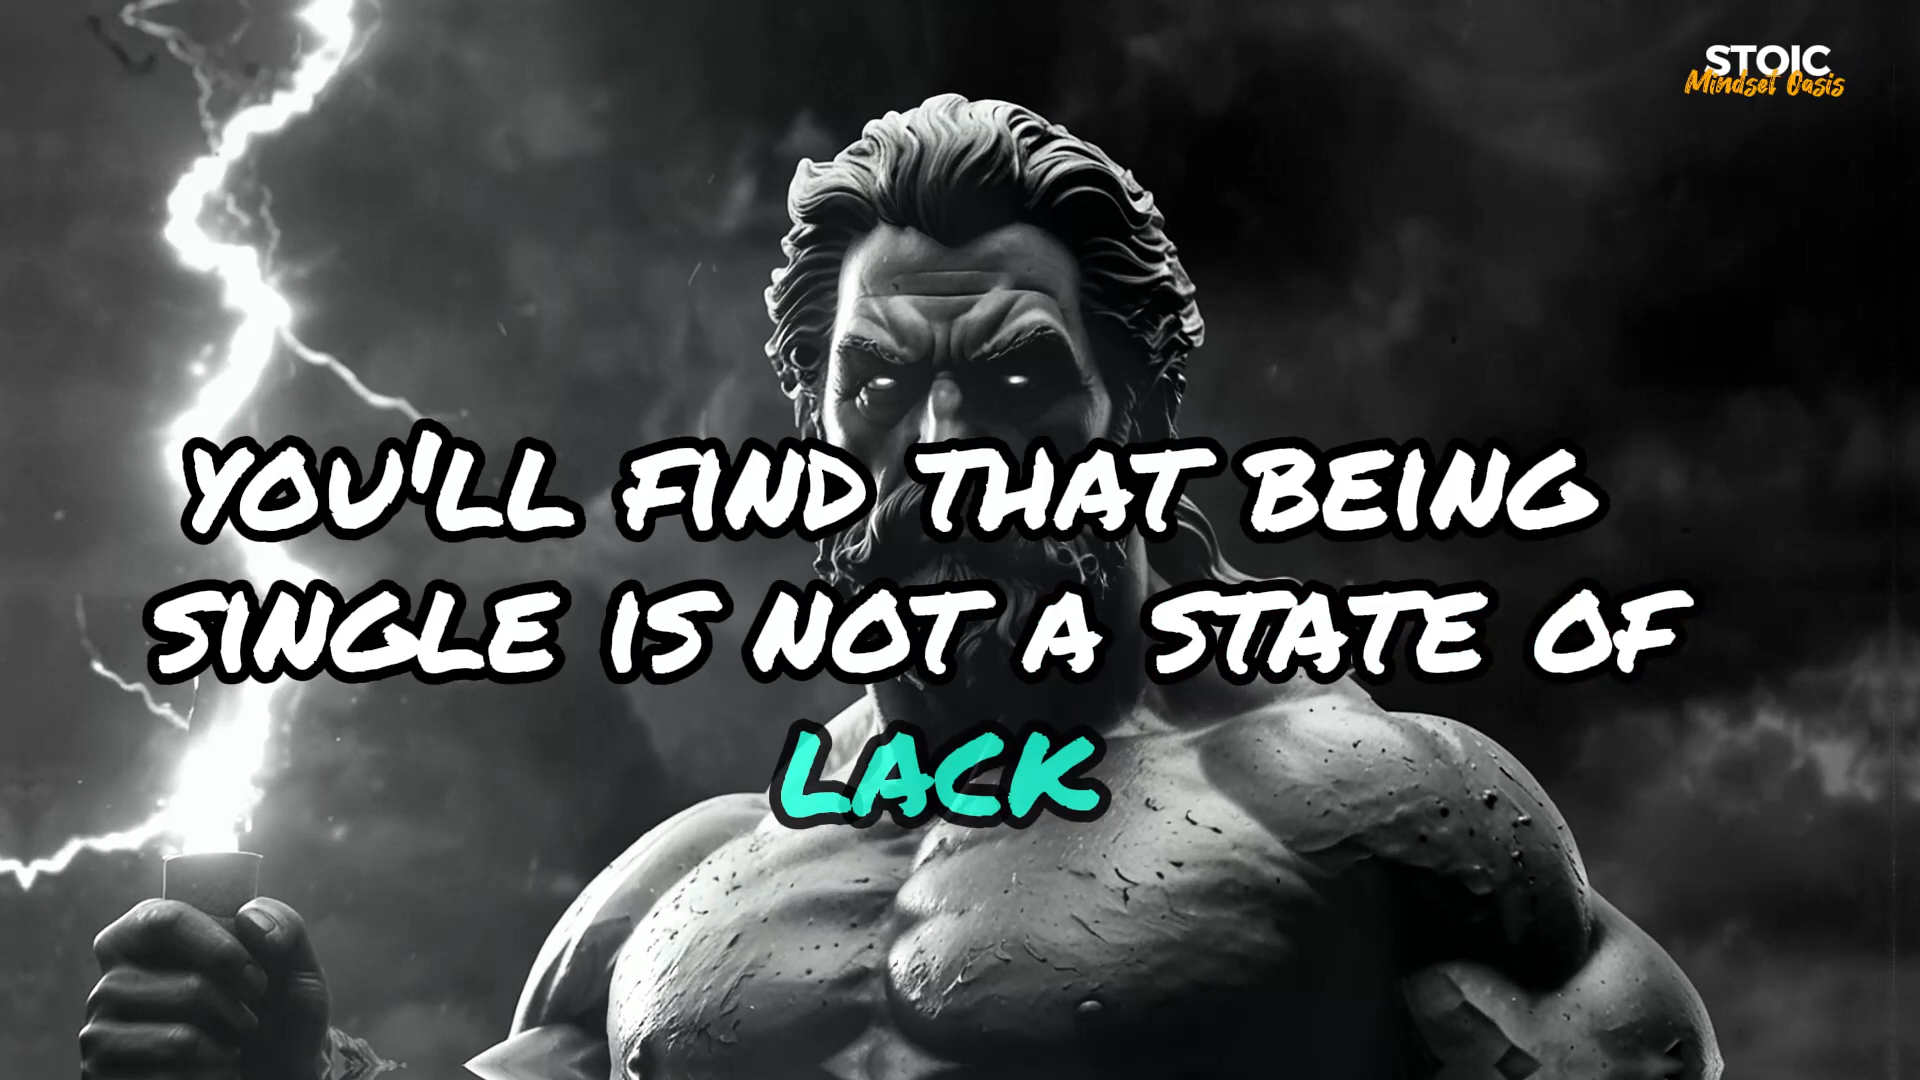 STOIC
Mindset Oasis
YOU'LL FIND THAT BEING
SINGLE IS NOT A STATE OF
LACK